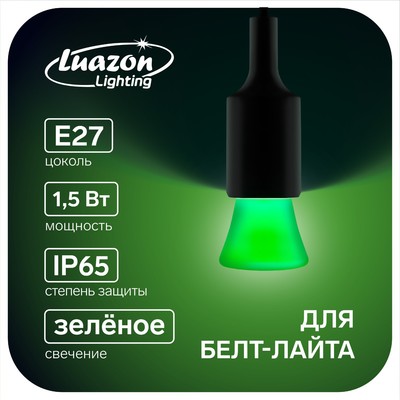 Luazon
Lighting
E27
цоколь
1,5 Вт
мощность
IP65
степень защиты
зелёное
свечение
ДЛЯ
БЕЛТ-ЛАЙТА